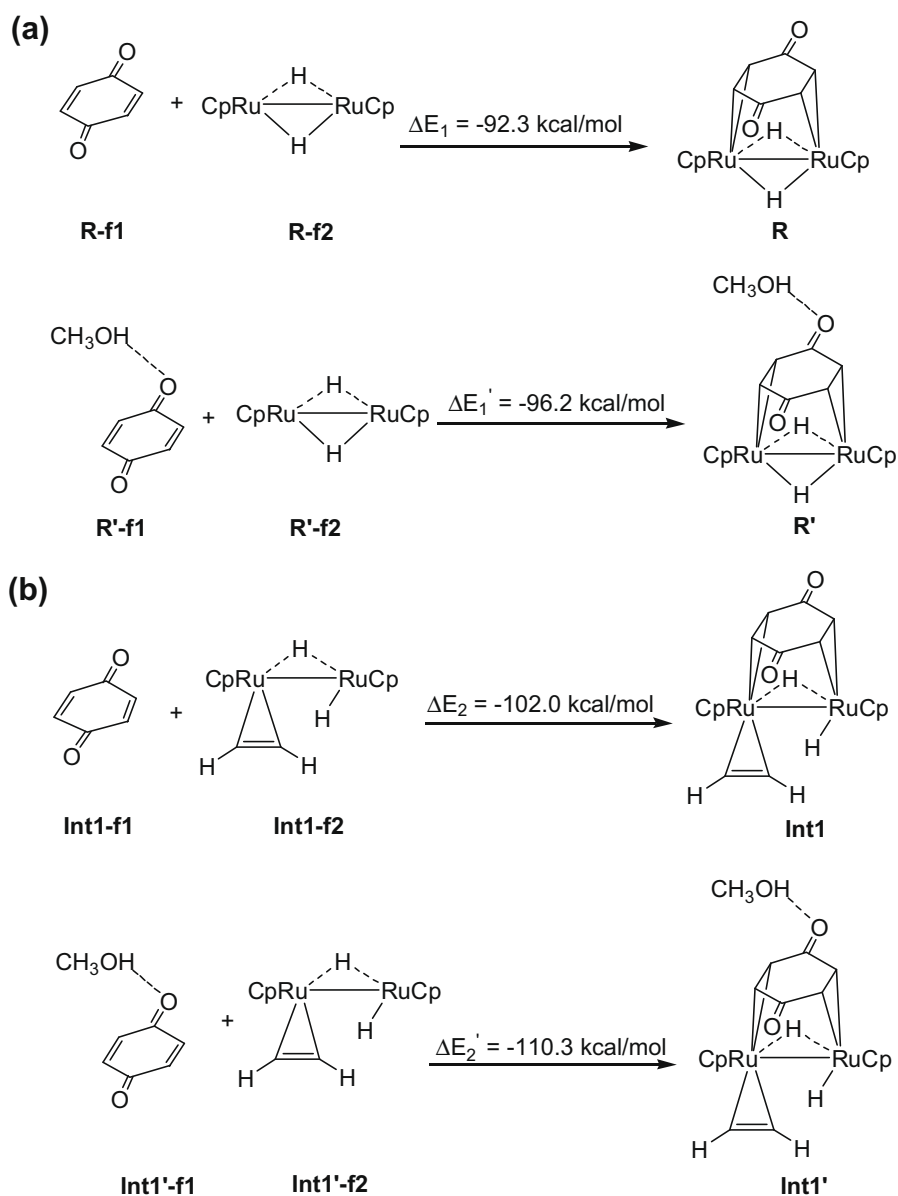 (a)
O
O
+
H
CpRu RuCp
H
ΔE₁ = -92.3 kcal/mol
O
O H
CpRu RuCp
H
R-f1 R-f2 R
CH₃OH
O
O
+
H
CpRu RuCp
H
ΔE₁' = -96.2 kcal/mol
CH₃OH
O
O H
CpRu RuCp
H
R'-f1 R'-f2 R'
(b)
O
O
+
H
CpRu RuCp
H
H H
ΔE₂ = -102.0 kcal/mol
O
O H
CpRu RuCp
H
H H
Int1-f1 Int1-f2 Int1
CH₃OH
O
O
+
H
CpRu RuCp
H
H H
ΔE₂' = -110.3 kcal/mol
CH₃OH
O
O H
CpRu RuCp
H
H H
Int1'-f1 Int1'-f2 Int1'